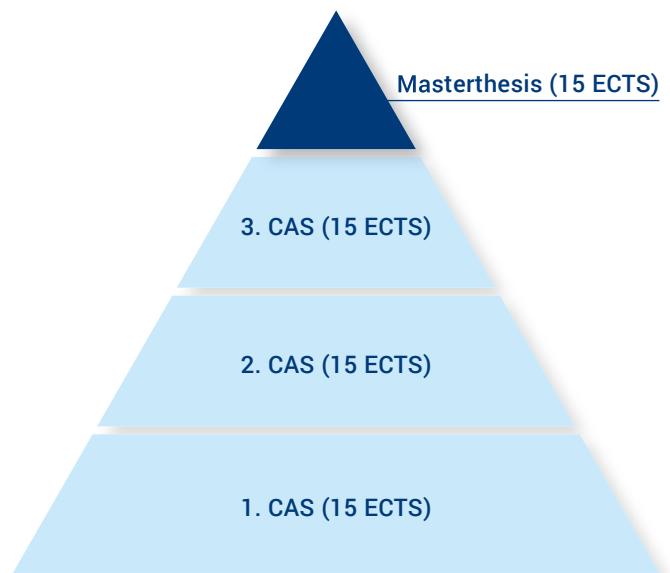 Masterthesis (15 ECTS)
3. CAS (15 ECTS)
2. CAS (15 ECTS)
1. CAS (15 ECTS)